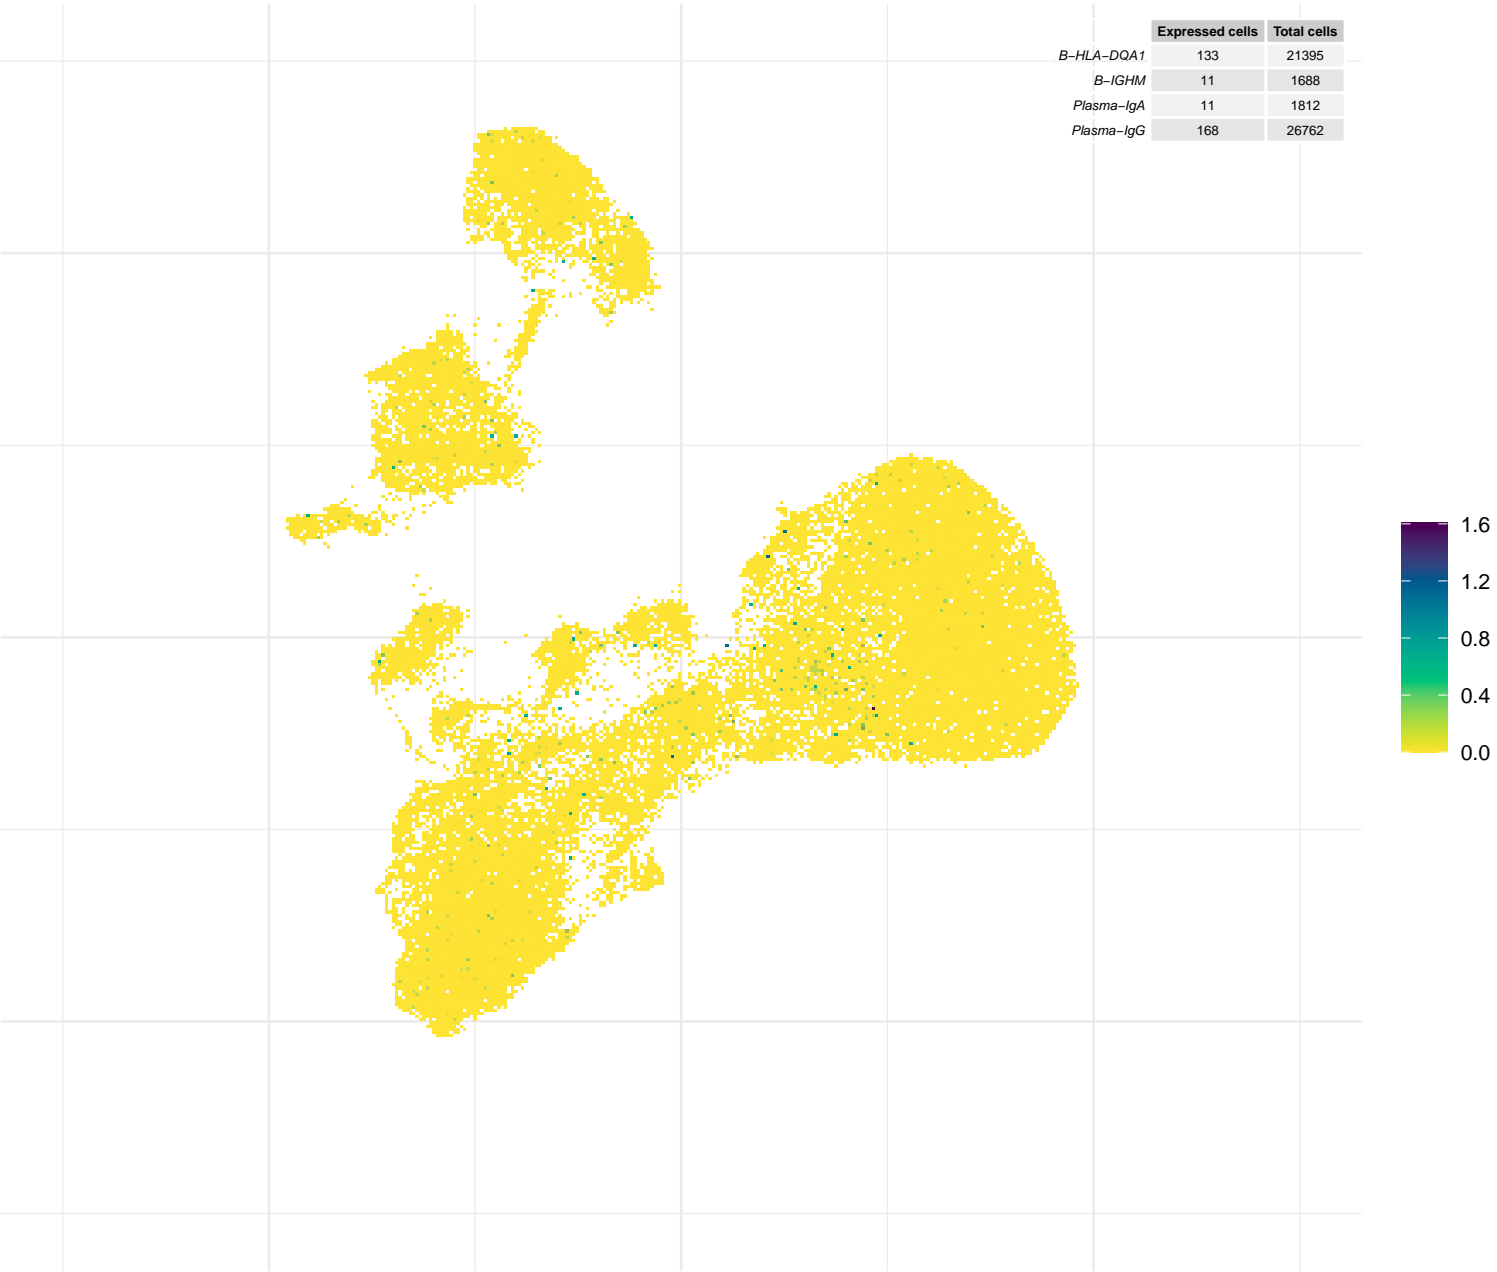 Expressed cells Total cells
B−HLA−DQA1 133 21395
B−IGHM 11 1688
Plasma−IgA 11 1812
Plasma−IgG 168 26762
1.6
1.2
0.8
0.4
0.0